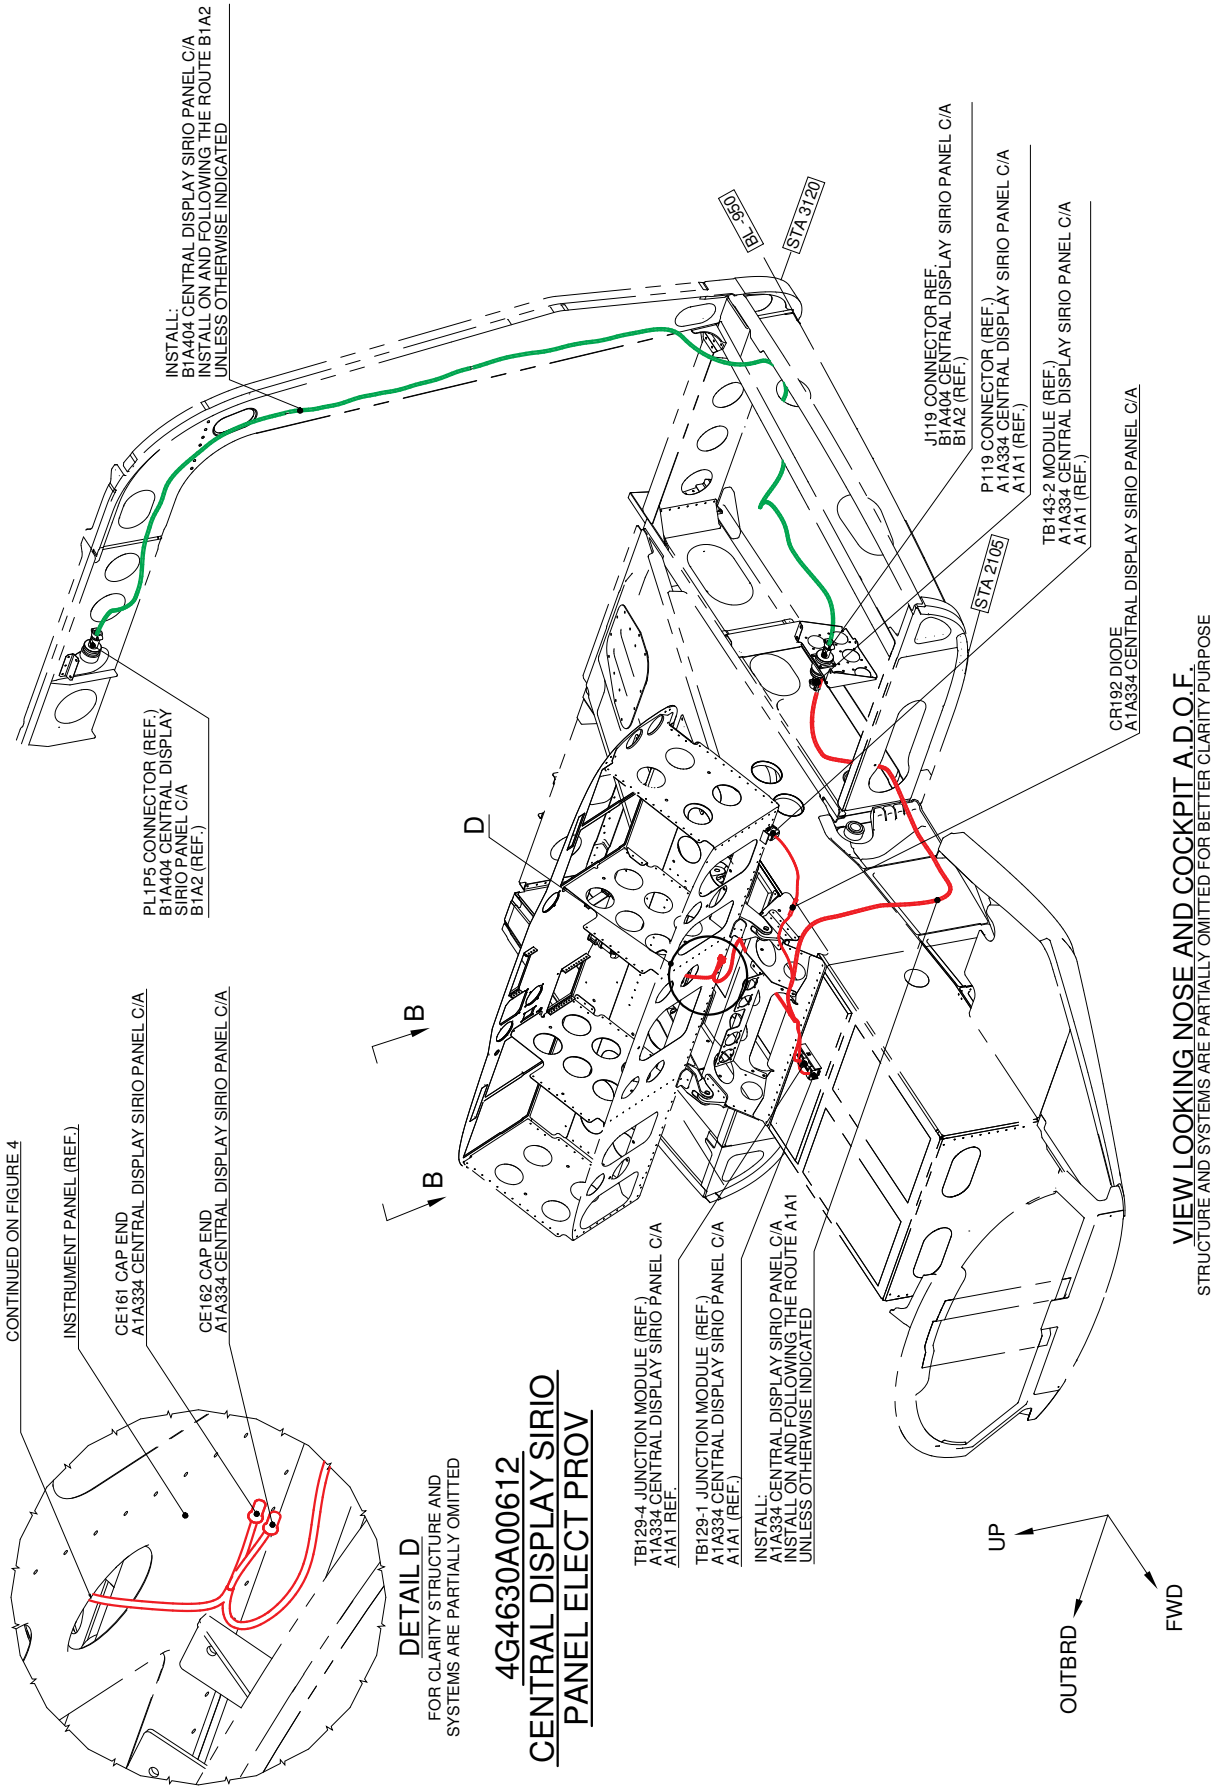 CONTINUED ON FIGURE 4
INSTRUMENT PANEL (REF.)
CE161 CAP END
A1A334 CENTRAL DISPLAY SIRIO PANEL C/A
CE162 CAP END
A1A334 CENTRAL DISPLAY SIRIO PANEL C/A
DETAIL D
FOR CLARITY STRUCTURE AND
SYSTEMS ARE PARTIALLY OMITTED
4G4630A00612
CENTRAL DISPLAY SIRIO
PANEL ELECT PROV
PL1P5 CONNECTOR (REF.)
B1A404 CENTRAL DISPLAY
SIRIO PANEL C/A
B1A2 (REF.)
INSTALL:
B1A404 CENTRAL DISPLAY SIRIO PANEL C/A
INSTALL ON AND FOLLOWING THE ROUTE B1A2
UNLESS OTHERWISE INDICATED
B
B
D
BL -950
STA 3120
STA 2105
J119 CONNECTOR REF.
B1A404 CENTRAL DISPLAY SIRIO PANEL C/A
B1A2 (REF.)
P119 CONNECTOR (REF.)
A1A334 CENTRAL DISPLAY SIRIO PANEL C/A
A1A1 (REF.)
TB143-2 MODULE (REF.)
A1A334 CENTRAL DISPLAY SIRIO PANEL C/A
A1A1 (REF.)
CR192 DIODE
A1A334 CENTRAL DISPLAY SIRIO PANEL C/A
TB129-4 JUNCTION MODULE (REF.)
A1A334 CENTRAL DISPLAY SIRIO PANEL C/A
A1A1 REF.
TB129-1 JUNCTION MODULE (REF.)
A1A334 CENTRAL DISPLAY SIRIO PANEL C/A
A1A1 (REF.)
INSTALL:
A1A334 CENTRAL DISPLAY SIRIO PANEL C/A
INSTALL ON AND FOLLOWING THE ROUTE A1A1
UNLESS OTHERWISE INDICATED
UP
OUTBRD
FWD
VIEW LOOKING NOSE AND COCKPIT A.D.O.F.
STRUCTURE AND SYSTEMS ARE PARTIALLY OMITTED FOR BETTER CLARITY PURPOSE